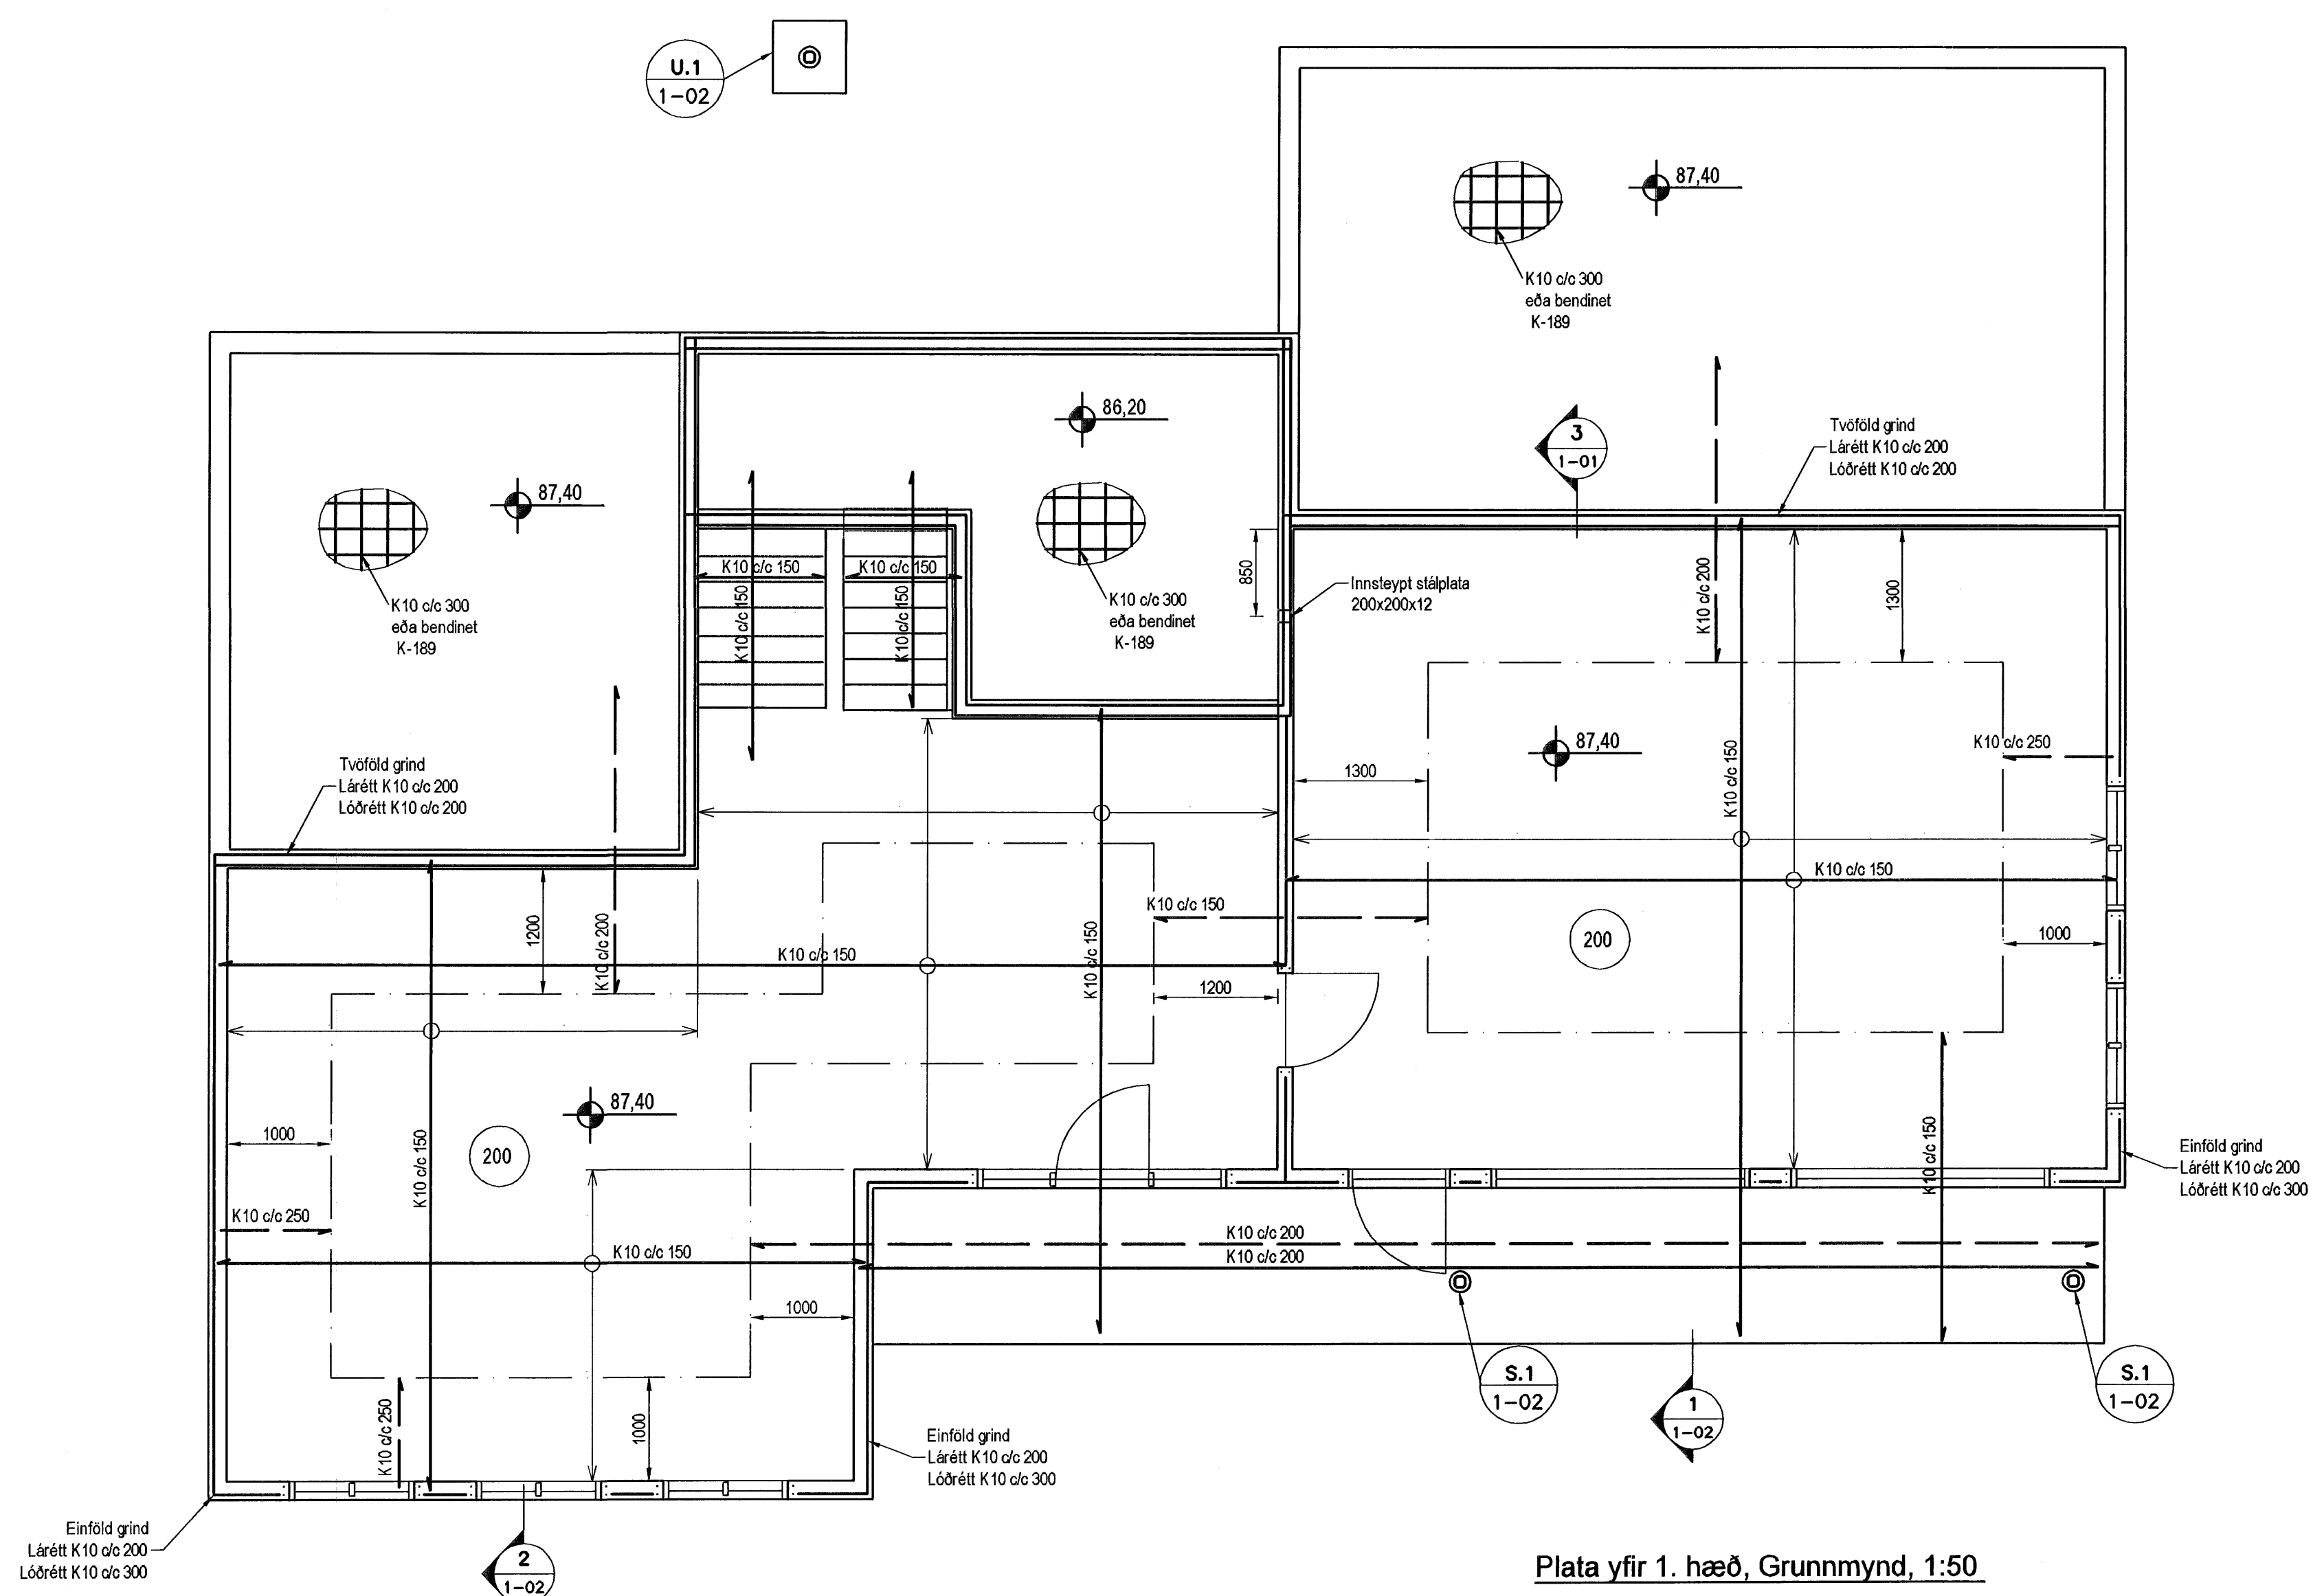 U.1
1-02
87,40
K10 c/c 300
eða bendinet
K-189
86,20
3
1-01
Tvöföld grind
Lárétt K10 c/c 200
Lóðrétt K10 c/c 200
87,40
K10 c/c 300
eða bendinet
K-189
K10 c/c 150
K10 c/c 150
K10 c/c 150
K10 c/c 150
K10 c/c 300
eða bendinet
K-189
850
Innsteypt stálplata
200x200x12
K10 c/c 200
1300
Tvöföld grind
Lárétt K10 c/c 200
Lóðrétt K10 c/c 200
87,40
K10 c/c 250
1300
K10 c/c 150
K10 c/c 150
K10 c/c 150
1200
K10 c/c 200
K10 c/c 150
K10 c/c 150
200
1000
1200
87,40
1000
200
K10 c/c 150
K10 c/c 150
Einföld grind
Lárétt K10 c/c 200
Lóðrétt K10 c/c 300
K10 c/c 250
K10 c/c 150
K10 c/c 200
K10 c/c 200
1000
S.1
1-02
S.1
1-02
1
1-02
K10 c/c 250
1000
Einföld grind
Lárétt K10 c/c 200
Lóðrétt K10 c/c 300
Einföld grind
Lárétt K10 c/c 200
Lóðrétt K10 c/c 300
2
1-02
Plata yfir 1. hæð, Grunnmynd, 1:50